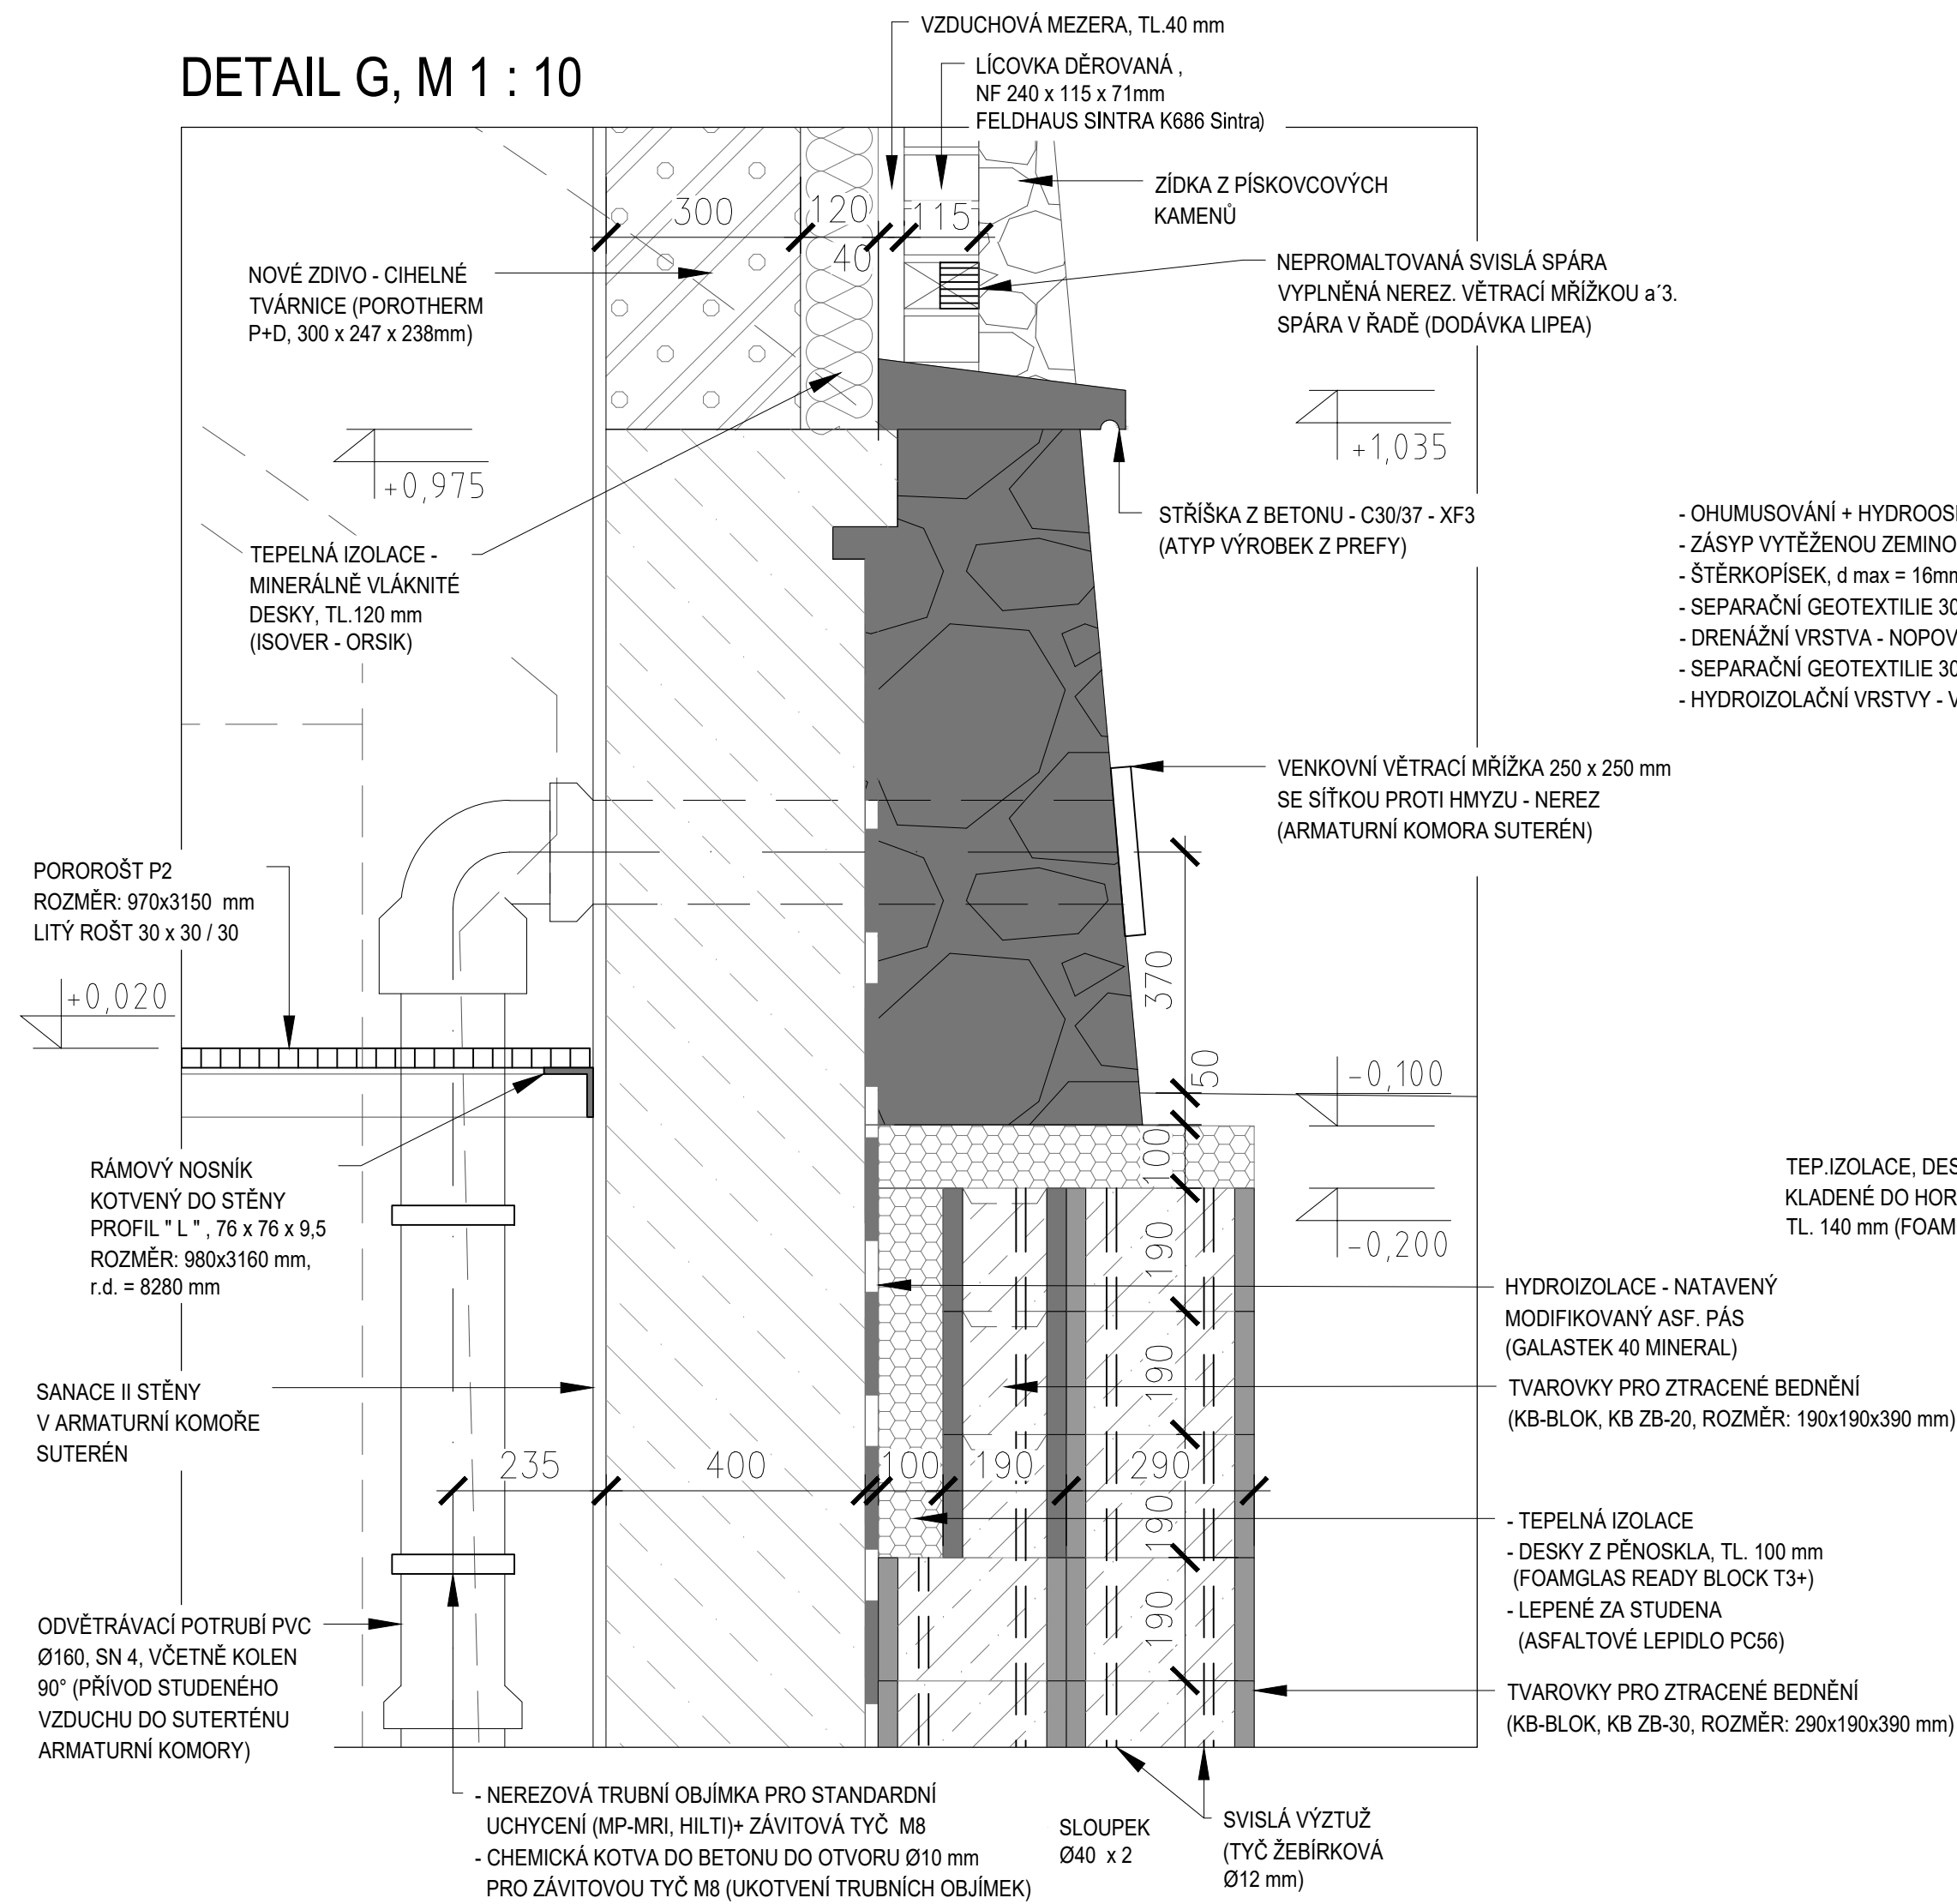 DETAIL G, M 1 : 10
VZDUCHOVÁ MEZERA, TL.40 mm
LÍCOVKA DĚROVANÁ ,
NF 240 x 115 x 71mm
FELDHAUS SINTRA K686 Sintra)
ZÍDKA Z PÍSKOVCOVÝCH
KAMENŮ
300
120
40
115
NOVÉ ZDIVO - CIHELNÉ
TVÁRNICE (POROTHERM
P+D, 300 x 247 x 238mm)
NEPROMALTOVANÁ SVISLÁ SPÁRA
VYPLNĚNÁ NEREZ. VĚTRACÍ MŘÍŽKOU a´3.
SPÁRA V ŘADĚ (DODÁVKA LIPEA)
+0,975
+1,035
STŘÍŠKA Z BETONU - C30/37 - XF3
(ATYP VÝROBEK Z PREFY)
TEPELNÁ IZOLACE -
MINERÁLNĚ VLÁKNITÉ
DESKY, TL.120 mm
(ISOVER - ORSIK)
- OHUMUSOVÁNÍ + HYDROOS
- ZÁSYP VYTĚŽENOU ZEMINO
- ŠTĚRKOPÍSEK, d max = 16mm
- SEPARAČNÍ GEOTEXTILIE 30
- DRENÁŽNÍ VRSTVA - NOPOV
- SEPARAČNÍ GEOTEXTILIE 30
- HYDROIZOLAČNÍ VRSTVY - V
VENKOVNÍ VĚTRACÍ MŘÍŽKA 250 x 250 mm
SE SÍŤKOU PROTI HMYZU - NEREZ
(ARMATURNÍ KOMORA SUTERÉN)
POROROŠT P2
ROZMĚR: 970x3150 mm
LITÝ ROŠT 30 x 30 / 30
+0,020
370
50
-0,100
100
-0,200
190
190
190
190
RÁMOVÝ NOSNÍK
KOTVENÝ DO STĚNY
PROFIL " L " , 76 x 76 x 9,5
ROZMĚR: 980x3160 mm,
r.d. = 8280 mm
TEP.IZOLACE, DES
KLADENÉ DO HOR
TL. 140 mm (FOAM
HYDROIZOLACE - NATAVENÝ
MODIFIKOVANÝ ASF. PÁS
(GALASTEK 40 MINERAL)
SANACE II STĚNY
V ARMATURNÍ KOMOŘE
SUTERÉN
TVAROVKY PRO ZTRACENÉ BEDNĚNÍ
(KB-BLOK, KB ZB-20, ROZMĚR: 190x190x390 mm)
235
400
100
190
290
- TEPELNÁ IZOLACE
- DESKY Z PĚNOSKLA, TL. 100 mm
(FOAMGLAS READY BLOCK T3+)
- LEPENÉ ZA STUDENA
(ASFALTOVÉ LEPIDLO PC56)
ODVĚTRÁVACÍ POTRUBÍ PVC
Ø160, SN 4, VČETNĚ KOLEN
90° (PŘÍVOD STUDENÉHO
VZDUCHU DO SUTERTÉNU
ARMATURNÍ KOMORY)
TVAROVKY PRO ZTRACENÉ BEDNĚNÍ
(KB-BLOK, KB ZB-30, ROZMĚR: 290x190x390 mm)
- NEREZOVÁ TRUBNÍ OBJÍMKA PRO STANDARDNÍ
UCHYCENÍ (MP-MRI, HILTI)+ ZÁVITOVÁ TYČ M8
- CHEMICKÁ KOTVA DO BETONU DO OTVORU Ø10 mm
PRO ZÁVITOVOU TYČ M8 (UKOTVENÍ TRUBNÍCH OBJÍMEK)
SLOUPEK
Ø40 x 2
SVISLÁ VÝZTUŽ
(TYČ ŽEBÍRKOVÁ
Ø12 mm)